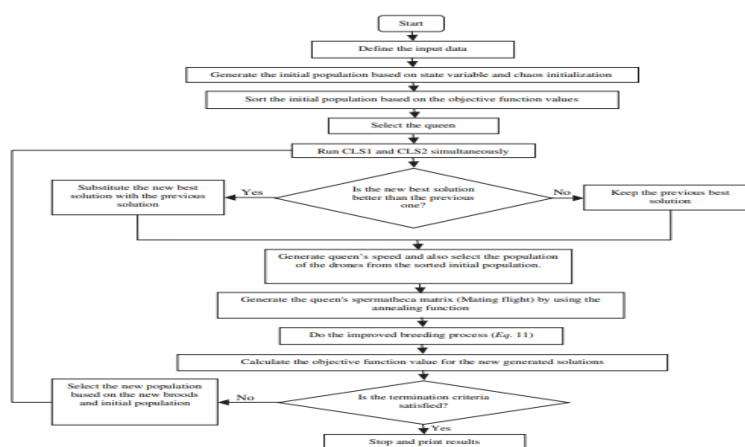 Start
Define the input data
Generate the initial population based on state variable and chaos initialization
Sort the initial population based on the objective function values
Select the queen
Run CLS1 and CLS2 simultaneously
Is the new best solution
better than the previous
one?
Yes
No
Substitute the new best
solution with the previous
solution
Keep the previous best
solution
Generate queen's speed and also select the population
of the drones from the sorted initial population.
Generate the queen's spermatheca matrix (Mating flight) by using the
annealing function
Do the improved breeding process (Eq. 11)
Calculate the objective function value for the new generated solutions
Select the new population
based on the new broods
and initial population
No
Is the termination criteria
satisfied?
Yes
Stop and print results